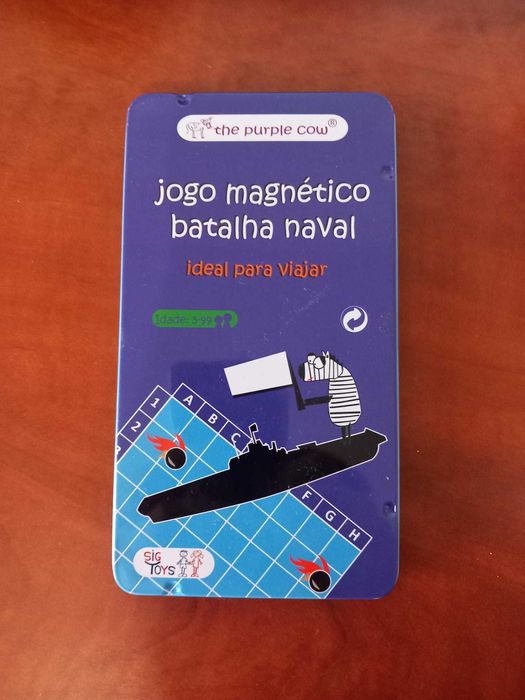 the purple cow®
jogo magnético
batalha naval
ideal para viajar
Idade: 5-99
1 A B C
2
F G H
SiG
TOYS